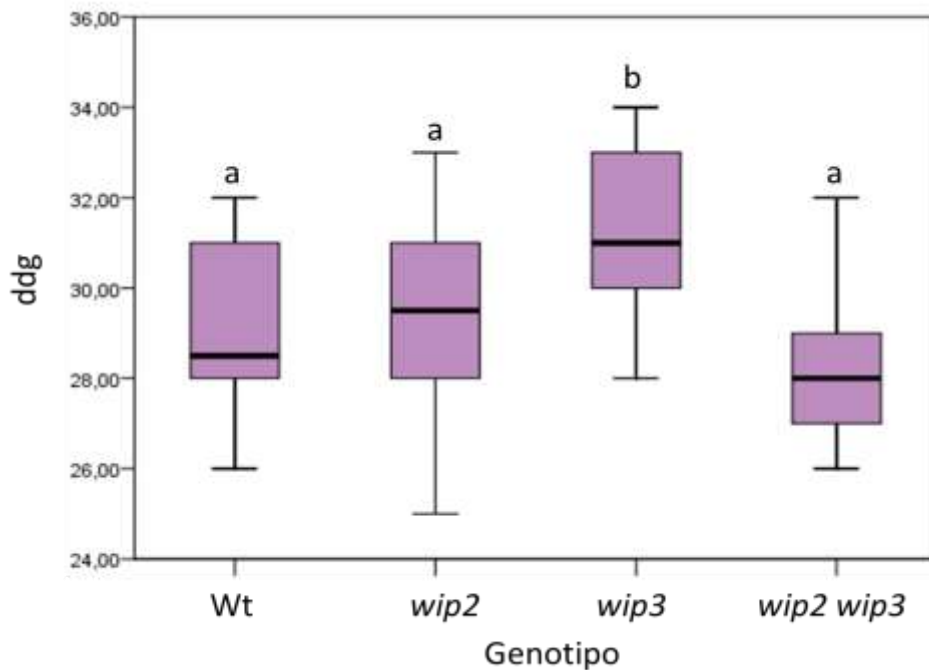 36,00
b
34,00
a
a
a
32,00
ddg
30,00
28,00
26,00
24,00
Wt
wip2
wip3
wip2 wip3
Genotipo